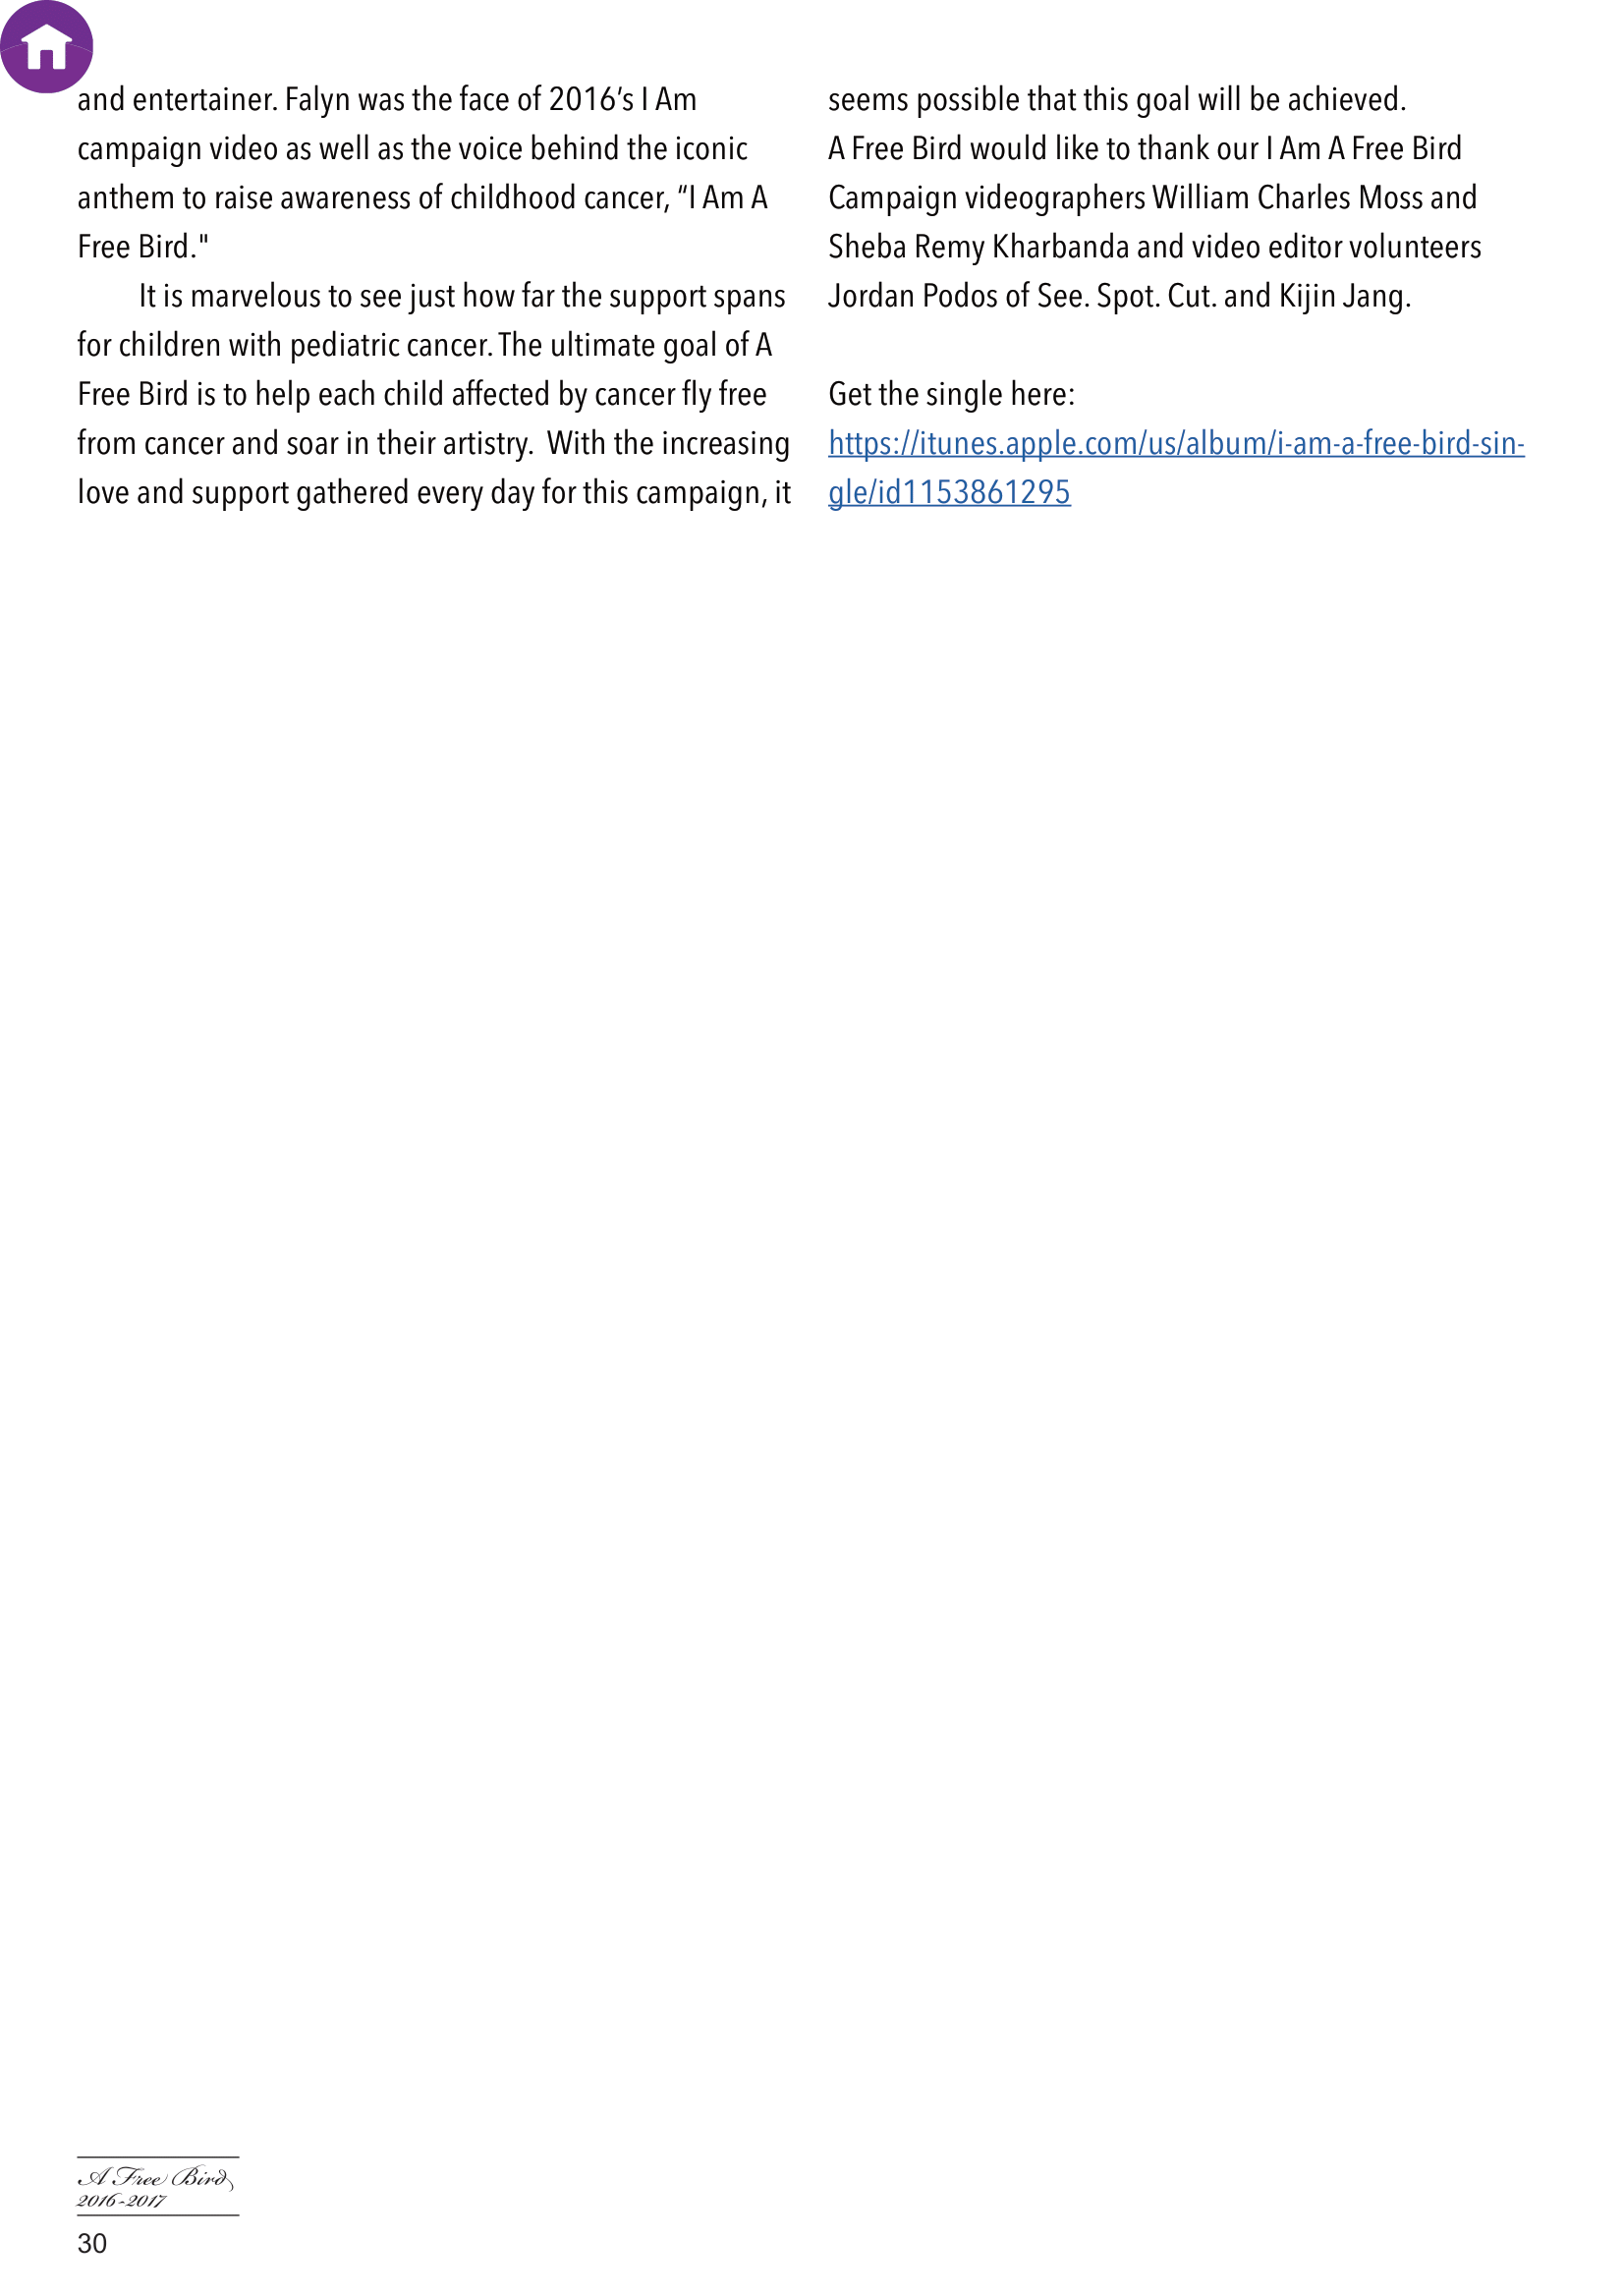 and entertainer. Falyn was the face of 2016’s I Am
campaign video as well as the voice behind the iconic
anthem to raise awareness of childhood cancer, “I Am A
Free Bird."
It is marvelous to see just how far the support spans
for children with pediatric cancer. The ultimate goal of A
Free Bird is to help each child affected by cancer fly free
from cancer and soar in their artistry.  With the increasing
love and support gathered every day for this campaign, it
seems possible that this goal will be achieved.
A Free Bird would like to thank our I Am A Free Bird
Campaign videographers William Charles Moss and
Sheba Remy Kharbanda and video editor volunteers
Jordan Podos of See. Spot. Cut. and Kijin Jang.
Get the single here:
https://itunes.apple.com/us/album/i-am-a-free-bird-sin-
gle/id1153861295
A Free Bird
2016-2017
30